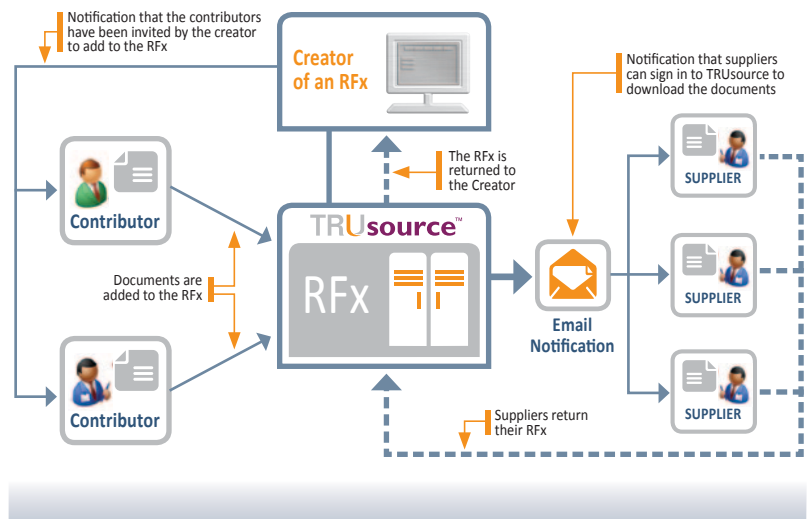 Notification that the contributors
have been invited by the creator
to add to the RFx
Creator
of an RFx
Notification that suppliers
can sign in to TRUsource to
download the documents
The RFx is
returned to
the Creator
Contributor
SUPPLIER
TRUsource™
RFx
Documents are
added to the RFx
Email
Notification
SUPPLIER
Contributor
SUPPLIER
Suppliers return
their RFx